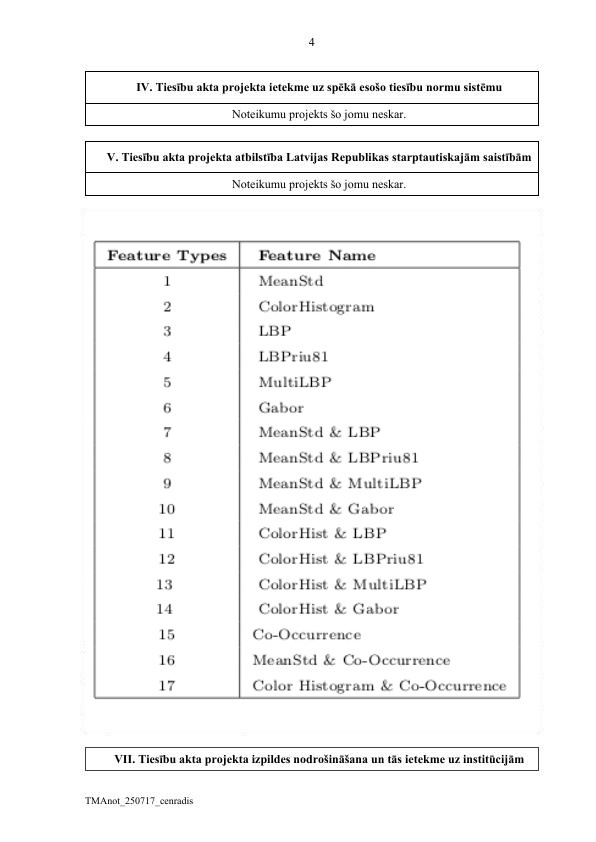 4
IV. Tiesību akta projekta ietekme uz spēkā esošo tiesību normu sistēmu
Noteikumu projekts šo jomu neskar.
V. Tiesību akta projekta atbilstība Latvijas Republikas starptautiskajām saistībām
Noteikumu projekts šo jomu neskar.
Feature Types Feature Name
1 MeanStd
2 ColorHistogram
3 LBP
4 LBPriu81
5 MultiLBP
6 Gabor
7 MeanStd & LBP
8 MeanStd & LBPriu81
9 MeanStd & MultiLBP
10 MeanStd & Gabor
11 ColorHist & LBP
12 ColorHist & LBPriu81
13 ColorHist & MultiLBP
14 ColorHist & Gabor
15 Co-Occurrence
16 MeanStd & Co-Occurrence
17 Color Histogram & Co-Occurrence
VII. Tiesību akta projekta izpildes nodrošināšana un tās ietekme uz institūcijām
TMAnot_250717_cenradis